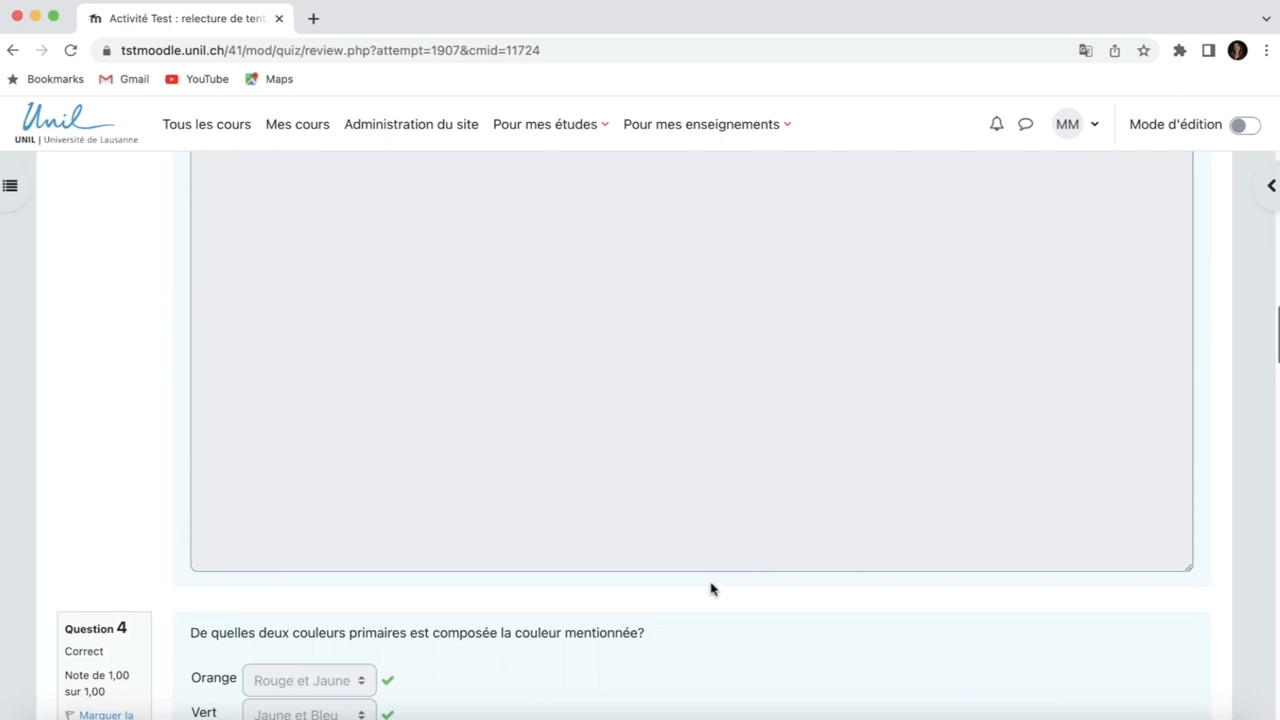 Activité Test : relecture de tent
tstmoodle.unil.ch/41/mod/quiz/review.php?attempt=1907&cmid=11724
Bookmarks Gmail YouTube Maps
Unil
UNIL | Université de Lausanne
Tous les cours Mes cours Administration du site Pour mes études Pour mes enseignements MM Mode d'édition
Question 4
Correct
Note de 1,00
sur 1,00
Marquer la
De quelles deux couleurs primaires est composée la couleur mentionnée?
Orange Rouge et Jaune
Vert Jaune et Bleu